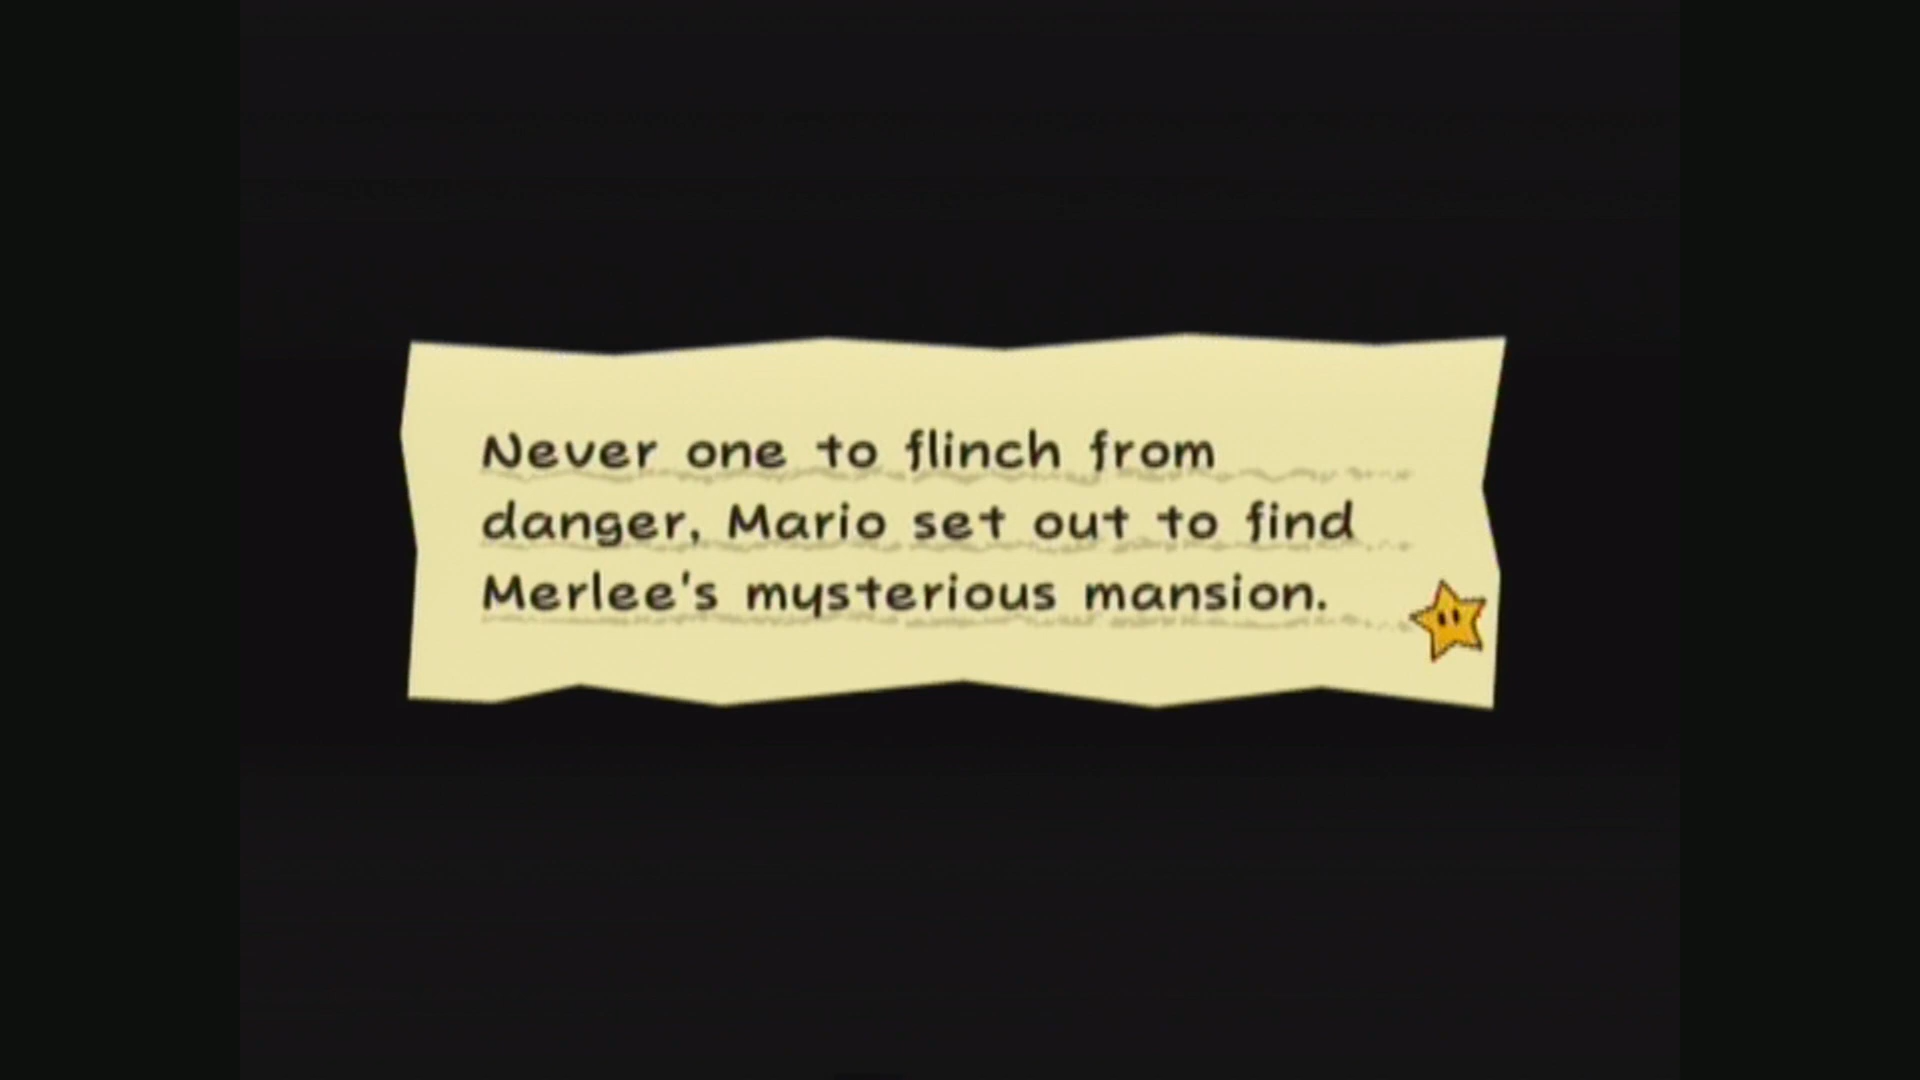 Never one to flinch from
danger, Mario set out to find
Merlee's mysterious mansion.